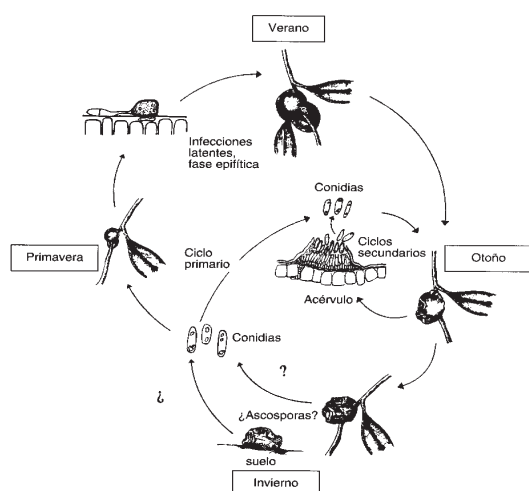 Verano
Infecciones
latentes,
fase epifítica
Conidias
Ciclos
secundarios
Ciclo
primario
Primavera
Otoño
Acérvulo
Conidias
?
¿
¿Ascosporas?
suelo
Invierno